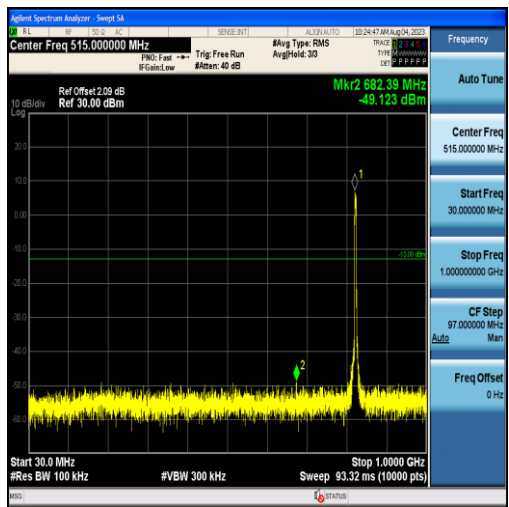 Agilent Spectrum Analyzer - Swept SA
RL RF 50 Ω AC SENSE:INT ALIGNAUTO 10:24:47 AM Aug 04, 2023
Center Freq 515.000000 MHz
PNO: Fast
IFGain:Low
Trig: Free Run
#Atten: 40 dB
#Avg Type: RMS
Avg|Hold: 3/3
TRACE 1 2 3 4 5 6
TYPE M
DET P P P P P P
Mkr2 682.39 MHz
-49.123 dBm
Ref Offset 2.09 dB
10 dB/div Ref 30.00 dBm
Log
20.0
10.0
0.00
-10.0
-20.0
-30.0
-40.0
-50.0
-60.0
1
-13.00 dBm
2
Start 30.0 MHz Stop 1.0000 GHz
#Res BW 100 kHz #VBW 300 kHz Sweep 93.32 ms (10000 pts)
MSG STATUS
Frequency
Auto Tune
Center Freq
515.000000 MHz
Start Freq
30.000000 MHz
Stop Freq
1.000000000 GHz
CF Step
97.000000 MHz
Auto Man
Freq Offset
0 Hz